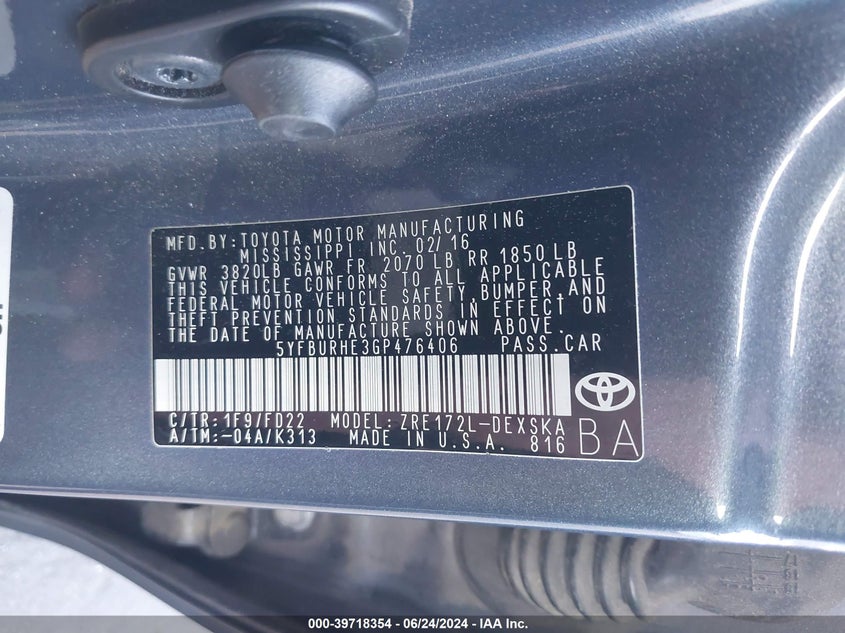 MFD.BY:TOYOTA MOTOR MANUFACTURING
MISSISSIPPI, INC. 02/16
GVWR 3820LB GAWR FR 2070 LB RR 1850 LB
THIS VEHICLE CONFORMS TO ALL APPLICABLE
FEDERAL MOTOR VEHICLE SAFETY,BUMPER,AND
THEFT PREVENTION STANDARDS IN EFFECT ON
THE DATE OF MANUFACTURE SHOWN ABOVE.
5YFBURHE3GP476406 PASS.CAR
C/TR:1F9/FD22 MODEL:ZRE172L-DEXSKA
A/TM:-04A/K313 MADE IN U.S.A. 816
BA
000-39718354 / 06/24/2024 - IAA Inc.